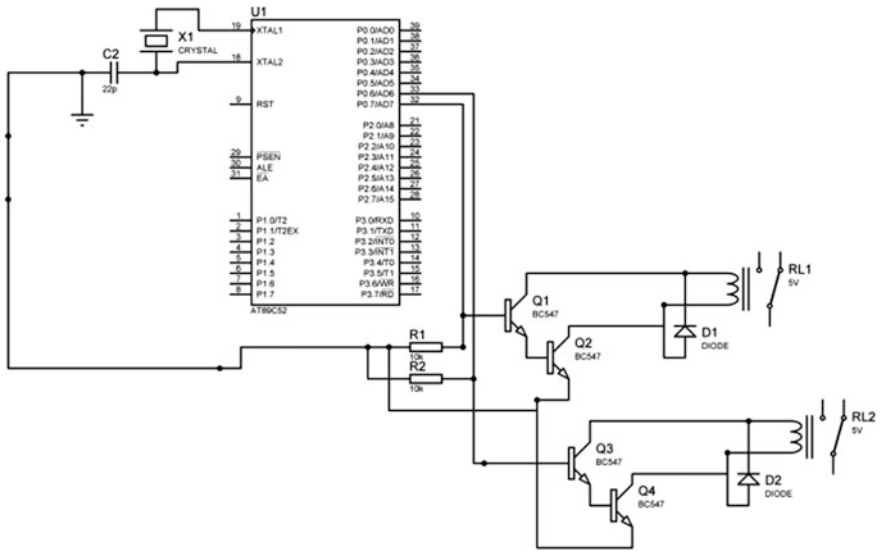 U1
19 XTAL1
18 XTAL2
9 RST
29 PSEN
30 ALE
31 EA
1 P1.0/T2
2 P1.1/T2EX
3 P1.2
4 P1.3
5 P1.4
6 P1.5
7 P1.6
8 P1.7
P0.0/AD0 39
P0.1/AD1 38
P0.2/AD2 37
P0.3/AD3 36
P0.4/AD4 35
P0.5/AD5 34
P0.6/AD6 33
P0.7/AD7 32
P2.0/A8 21
P2.1/A9 22
P2.2/A10 23
P2.3/A11 24
P2.4/A12 25
P2.5/A13 26
P2.6/A14 27
P2.7/A15 28
P3.0/RXD 10
P3.1/TXD 11
P3.2/INT0 12
P3.3/INT1 13
P3.4/T0 14
P3.5/T1 15
P3.6/WR 16
P3.7/RD 17
AT89C52
X1
CRYSTAL
C2
22p
R1
10k
R2
10k
Q1
BC547
Q2
BC547
D1
DIODE
RL1
5V
Q3
BC547
Q4
BC547
D2
DIODE
RL2
5V